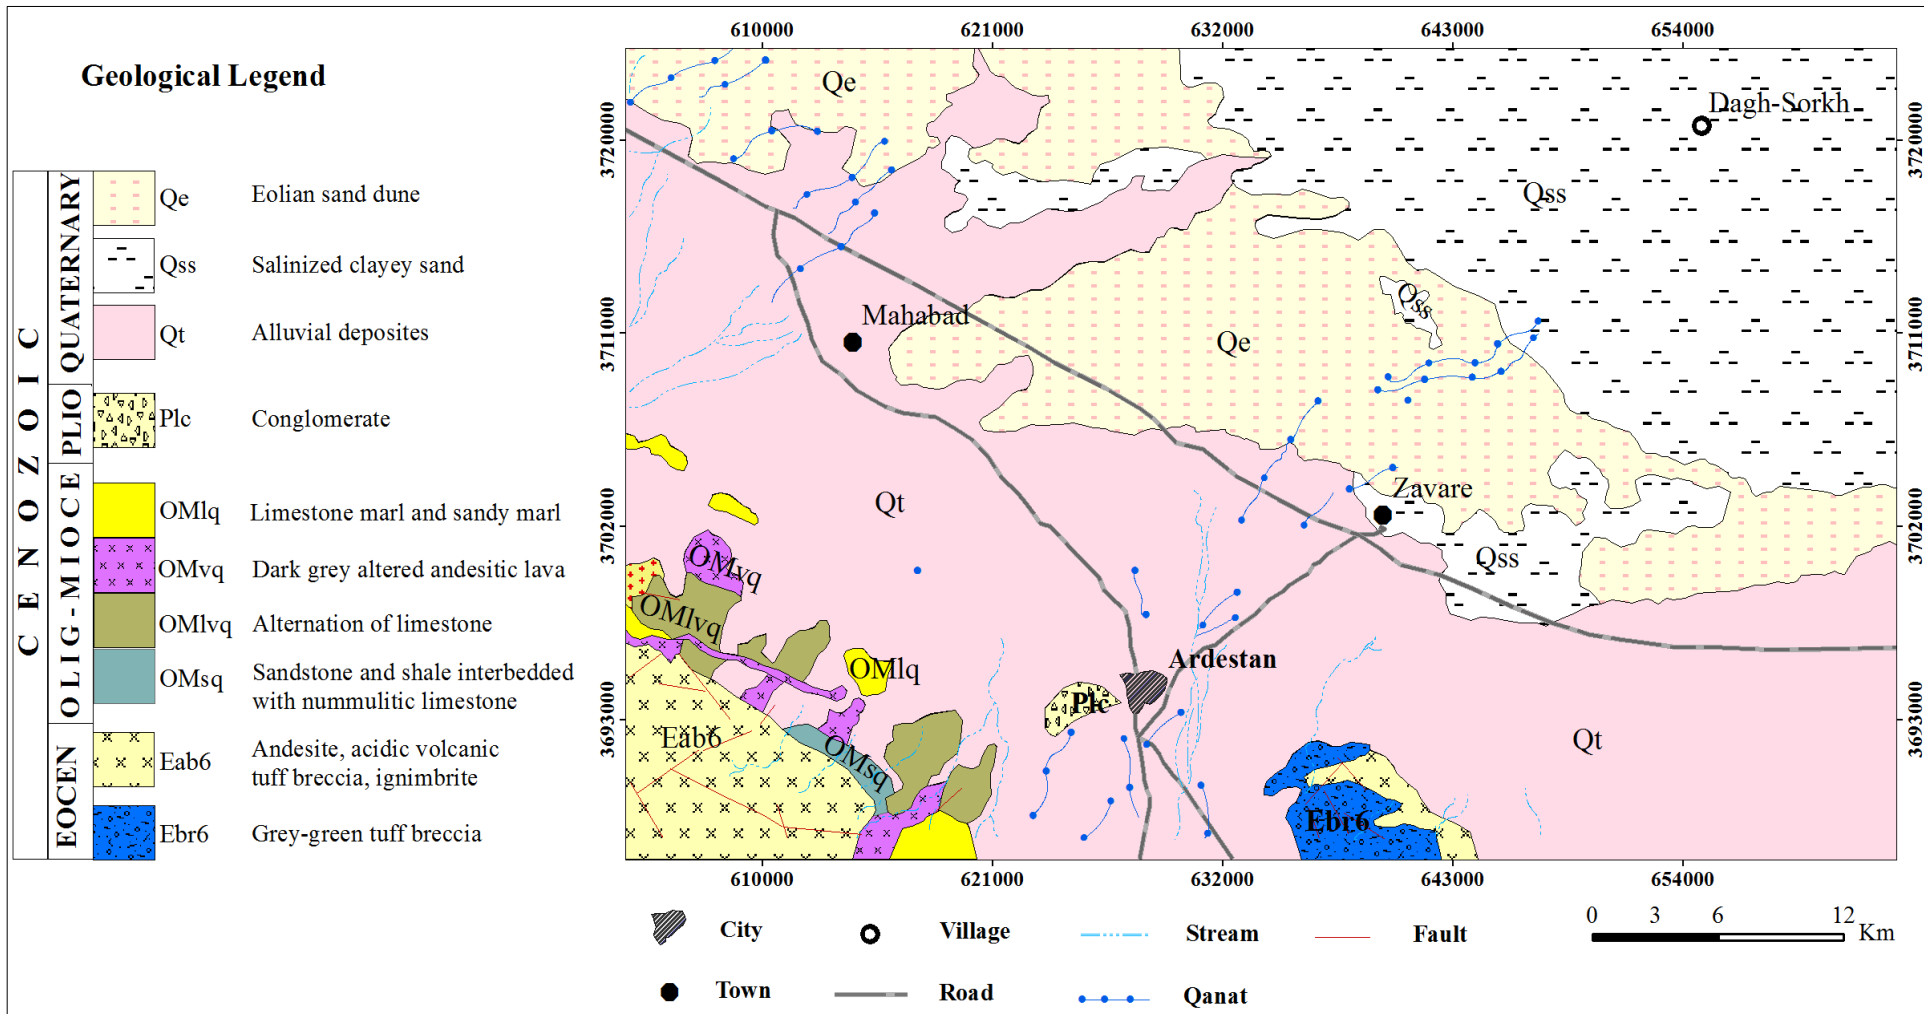 Geological Legend
CENOZOIC
QUATERNARY
PLIO
OLIG-MIOCE
EOCEN
Qe Eolian sand dune
Qss Salinized clayey sand
Qt Alluvial deposites
Plc Conglomerate
OMlq Limestone marl and sandy marl
OMvq Dark grey altered andesitic lava
OMlvq Alternation of limestone
OMsq Sandstone and shale interbedded
with nummulitic limestone
Eab6 Andesite, acidic volcanic
tuff breccia, ignimbrite
Ebr6 Grey-green tuff breccia
610000 621000 632000 643000 654000
3720000
3711000
3702000
3693000
Qe
Dagh-Sorkh
Qss
Qss
Mahabad
Qe
Zavare
Qt
Qss
OMvq
OMlvq
OMlq
Ardestan
Plc
Eab6
OMsq
Qt
Ebr6
3720000
3711000
3702000
3693000
610000 621000 632000 643000 654000
City Village Stream Fault
Town Road Qanat
0 3 6 12
Km